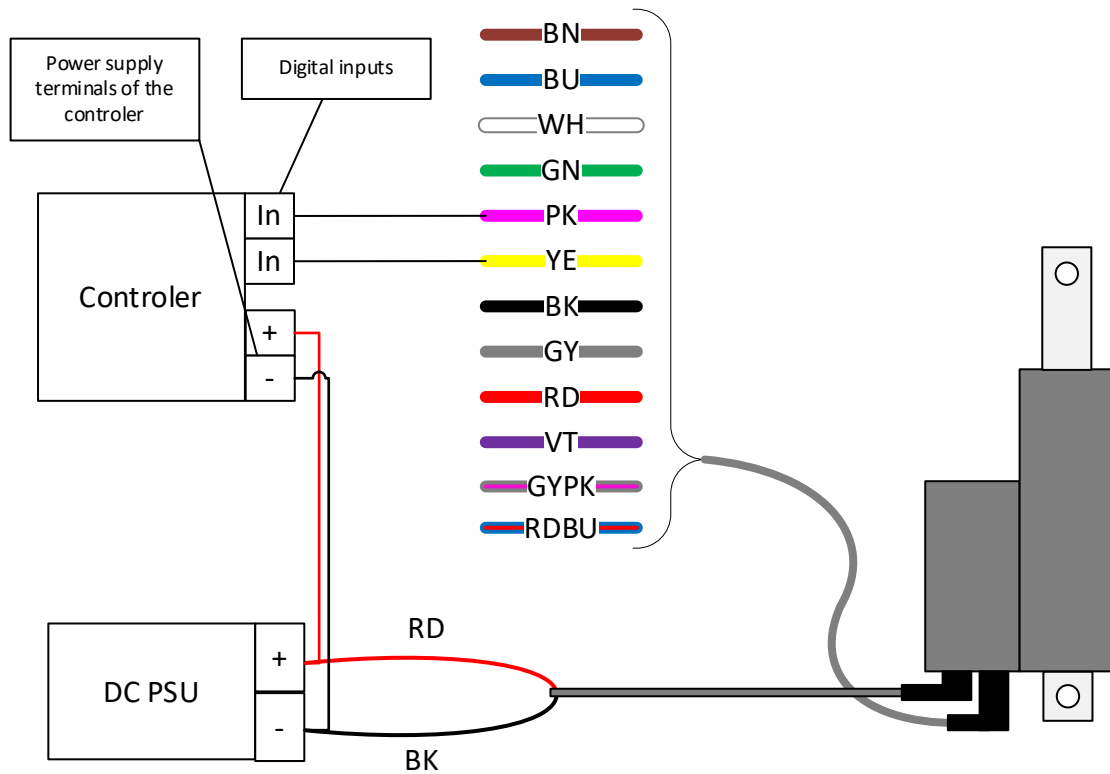 Power supply
terminals of the
controler
Digital inputs
BN
BU
WH
GN
PK
YE
BK
GY
RD
VT
GYPK
RDBU
In
In
Controler
+
-
RD
+
DC PSU
-
BK